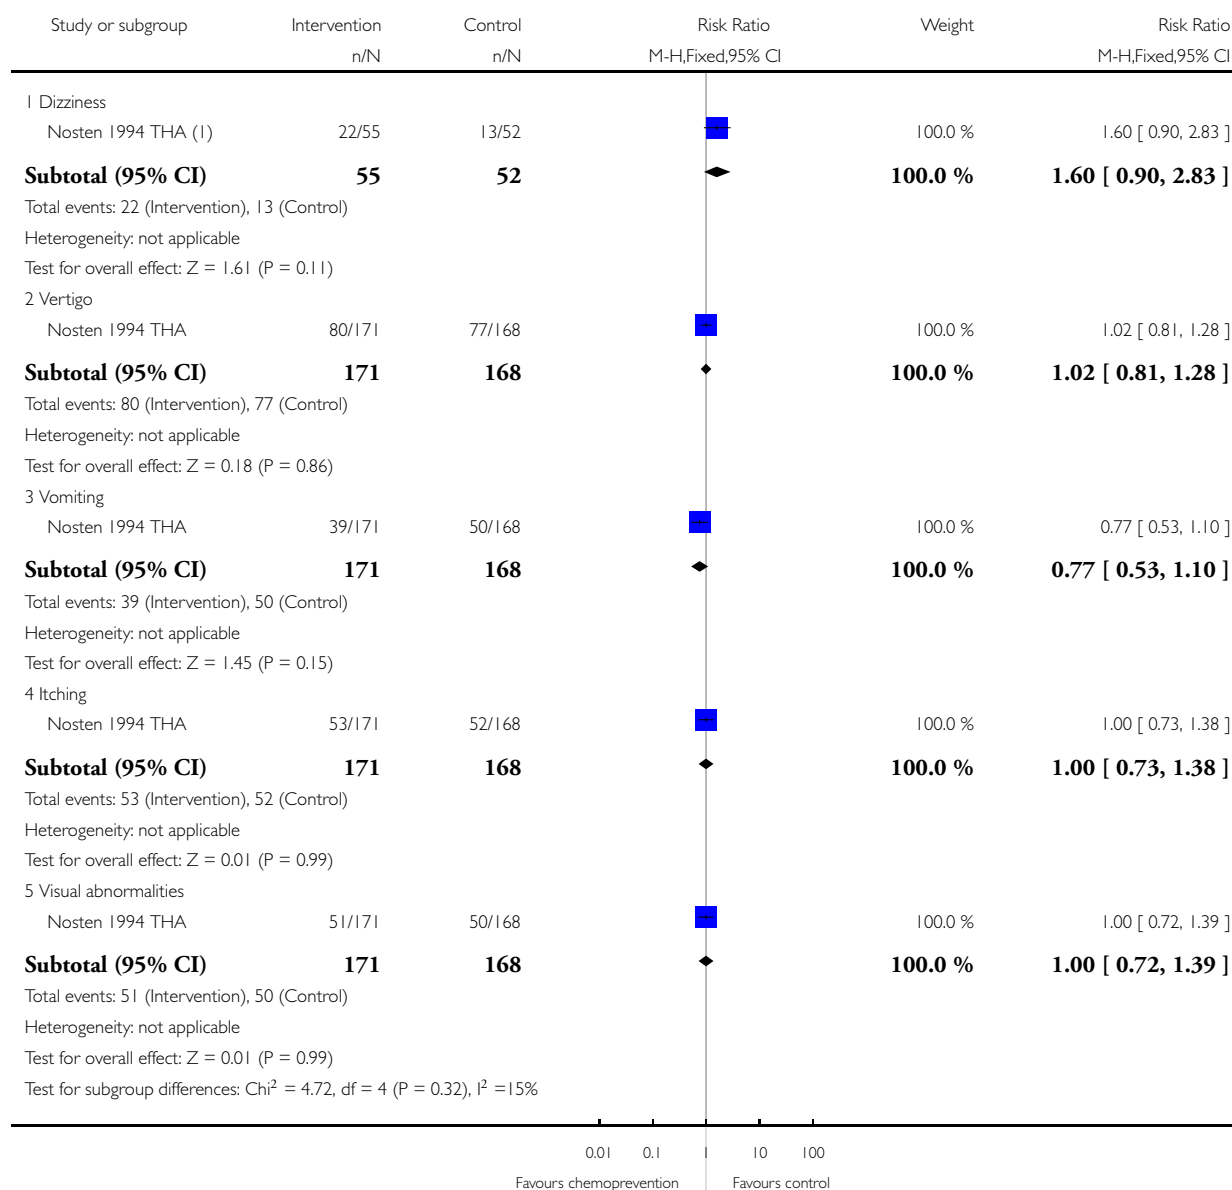 Study or subgroup Intervention Control Risk Ratio Weight Risk Ratio
n/N n/N M-H,Fixed,95% CI M-H,Fixed,95% CI
1 Dizziness
Nosten 1994 THA (1) 22/55 13/52 100.0 % 1.60 [ 0.90, 2.83 ]
Subtotal (95% CI) 55 52 100.0 % 1.60 [ 0.90, 2.83 ]
Total events: 22 (Intervention), 13 (Control)
Heterogeneity: not applicable
Test for overall effect: Z = 1.61 (P = 0.11)
2 Vertigo
Nosten 1994 THA 80/171 77/168 100.0 % 1.02 [ 0.81, 1.28 ]
Subtotal (95% CI) 171 168 100.0 % 1.02 [ 0.81, 1.28 ]
Total events: 80 (Intervention), 77 (Control)
Heterogeneity: not applicable
Test for overall effect: Z = 0.18 (P = 0.86)
3 Vomiting
Nosten 1994 THA 39/171 50/168 100.0 % 0.77 [ 0.53, 1.10 ]
Subtotal (95% CI) 171 168 100.0 % 0.77 [ 0.53, 1.10 ]
Total events: 39 (Intervention), 50 (Control)
Heterogeneity: not applicable
Test for overall effect: Z = 1.45 (P = 0.15)
4 Itching
Nosten 1994 THA 53/171 52/168 100.0 % 1.00 [ 0.73, 1.38 ]
Subtotal (95% CI) 171 168 100.0 % 1.00 [ 0.73, 1.38 ]
Total events: 53 (Intervention), 52 (Control)
Heterogeneity: not applicable
Test for overall effect: Z = 0.01 (P = 0.99)
5 Visual abnormalities
Nosten 1994 THA 51/171 50/168 100.0 % 1.00 [ 0.72, 1.39 ]
Subtotal (95% CI) 171 168 100.0 % 1.00 [ 0.72, 1.39 ]
Total events: 51 (Intervention), 50 (Control)
Heterogeneity: not applicable
Test for overall effect: Z = 0.01 (P = 0.99)
Test for subgroup differences: Chi² = 4.72, df = 4 (P = 0.32), I² =15%
0.01 0.1 1 10 100
Favours chemoprevention Favours control